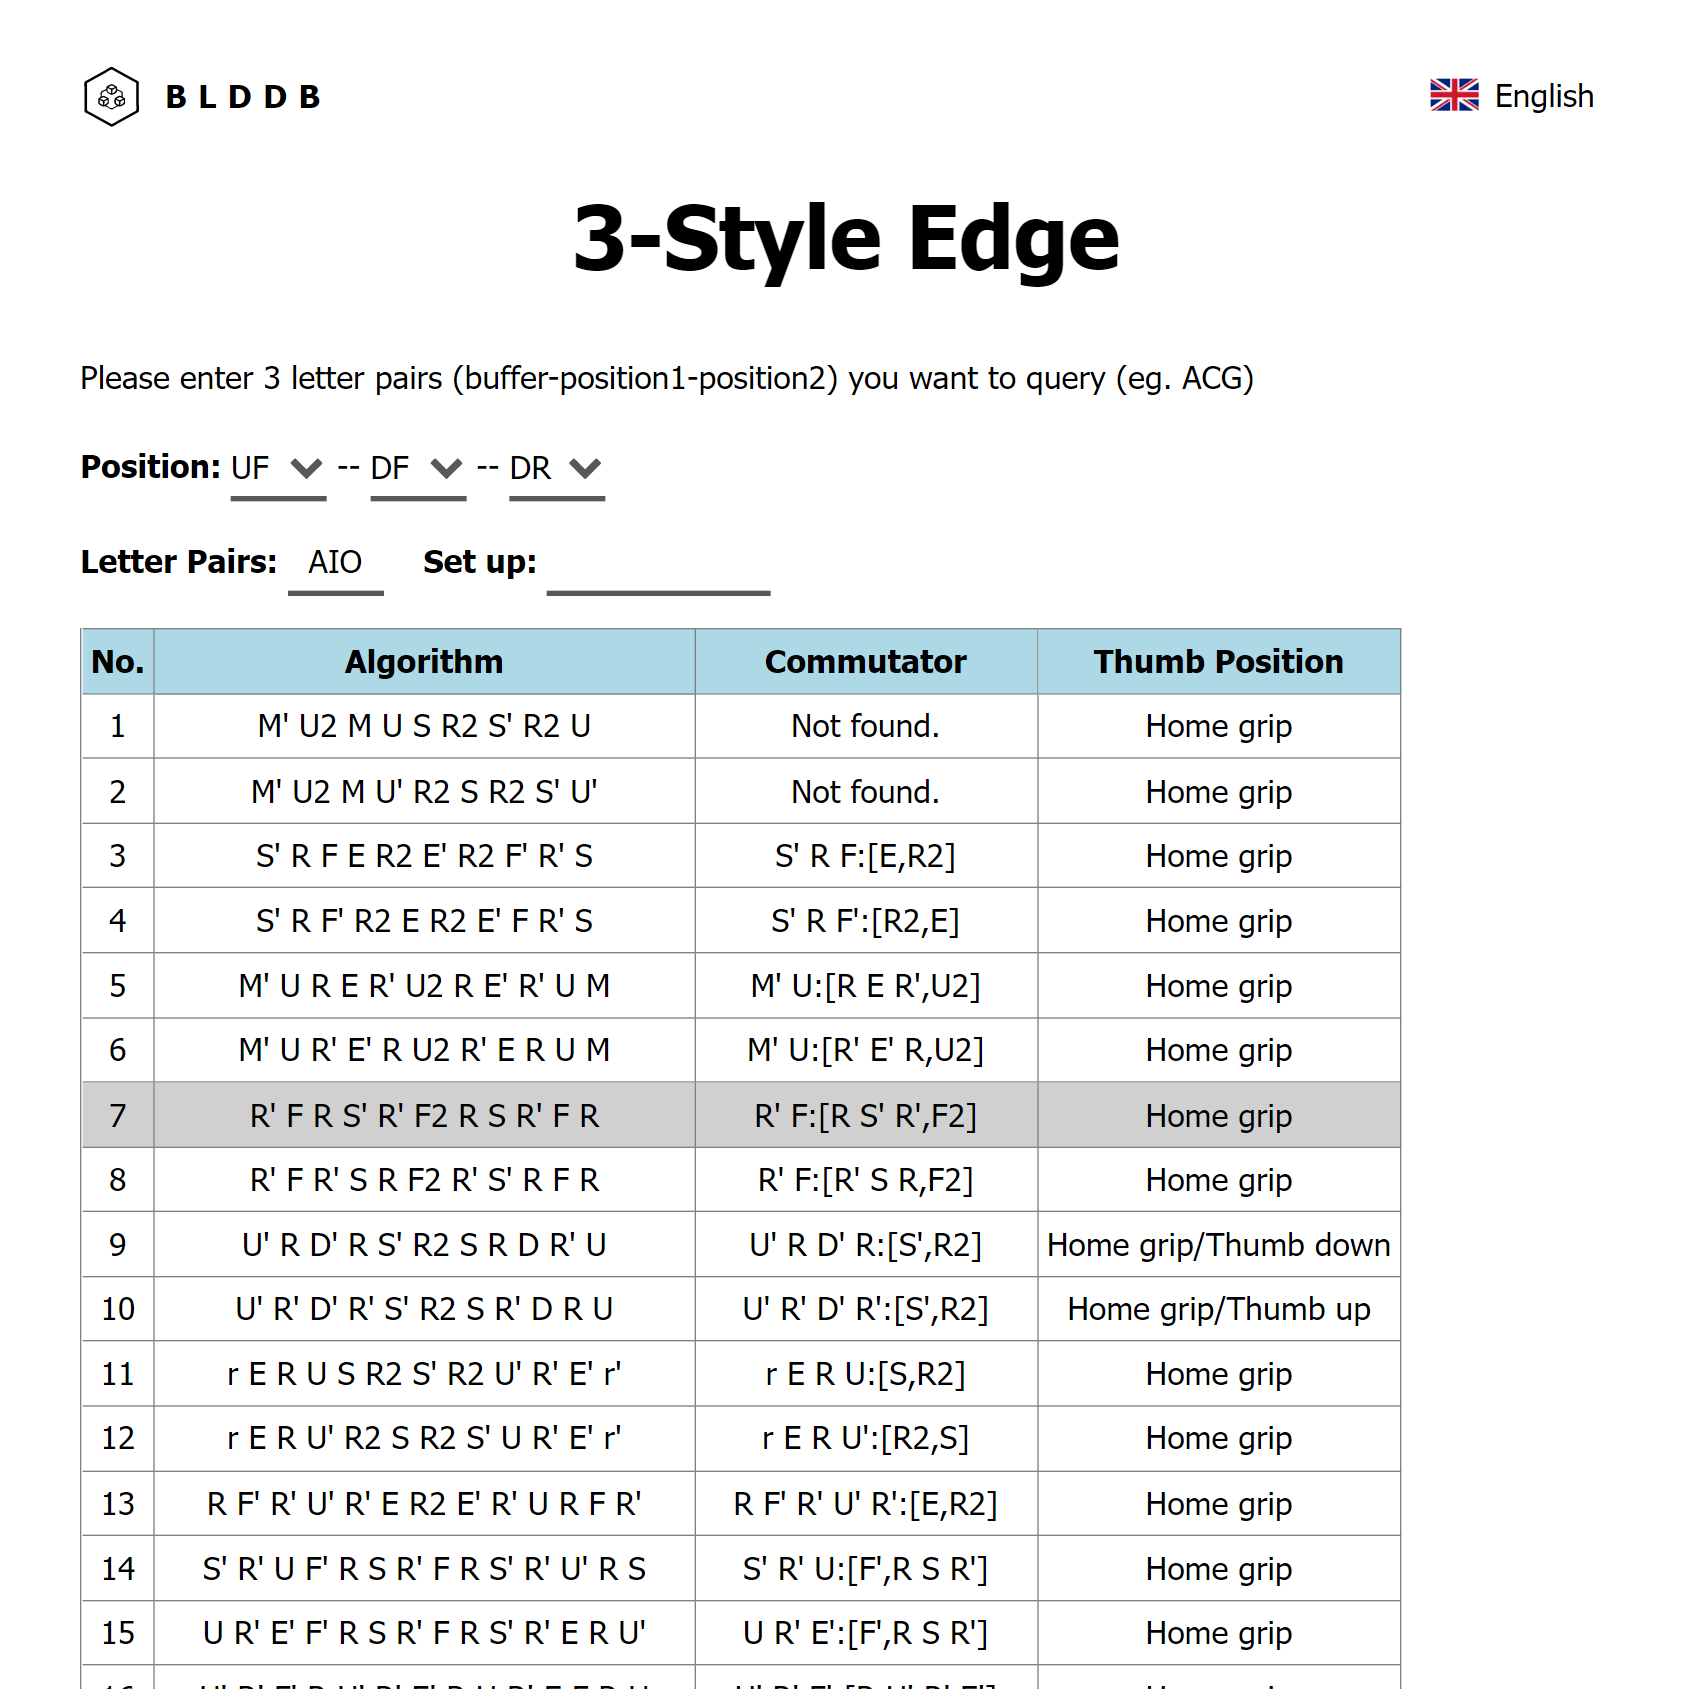 BLDDB
English
3-Style Edge
Please enter 3 letter pairs (buffer-position1-position2) you want to query (eg. ACG)
Position: UF -- DF -- DR
Letter Pairs: AIO Set up:
No. Algorithm Commutator Thumb Position
1 M' U2 M U S R2 S' R2 U Not found. Home grip
2 M' U2 M U' R2 S R2 S' U' Not found. Home grip
3 S' R F E R2 E' R2 F' R' S S' R F:[E,R2] Home grip
4 S' R F' R2 E R2 E' F R' S S' R F':[R2,E] Home grip
5 M' U R E R' U2 R E' R' U M M' U:[R E R',U2] Home grip
6 M' U R' E' R U2 R' E R U M M' U:[R' E' R,U2] Home grip
7 R' F R S' R' F2 R S R' F R R' F:[R S' R',F2] Home grip
8 R' F R' S R F2 R' S' R F R R' F:[R' S R,F2] Home grip
9 U' R D' R S' R2 S R D R' U U' R D' R:[S',R2] Home grip/Thumb down
10 U' R' D' R' S' R2 S R' D R U U' R' D' R':[S',R2] Home grip/Thumb up
11 r E R U S R2 S' R2 U' R' E' r' r E R U:[S,R2] Home grip
12 r E R U' R2 S R2 S' U R' E' r' r E R U':[R2,S] Home grip
13 R F' R' U' R' E R2 E' R' U R F R' R F' R' U' R':[E,R2] Home grip
14 S' R' U F' R S R' F R S' R' U' R S S' R' U:[F',R S R'] Home grip
15 U R' E' F' R S R' F R S' R' E R U' U R' E':[F',R S R'] Home grip